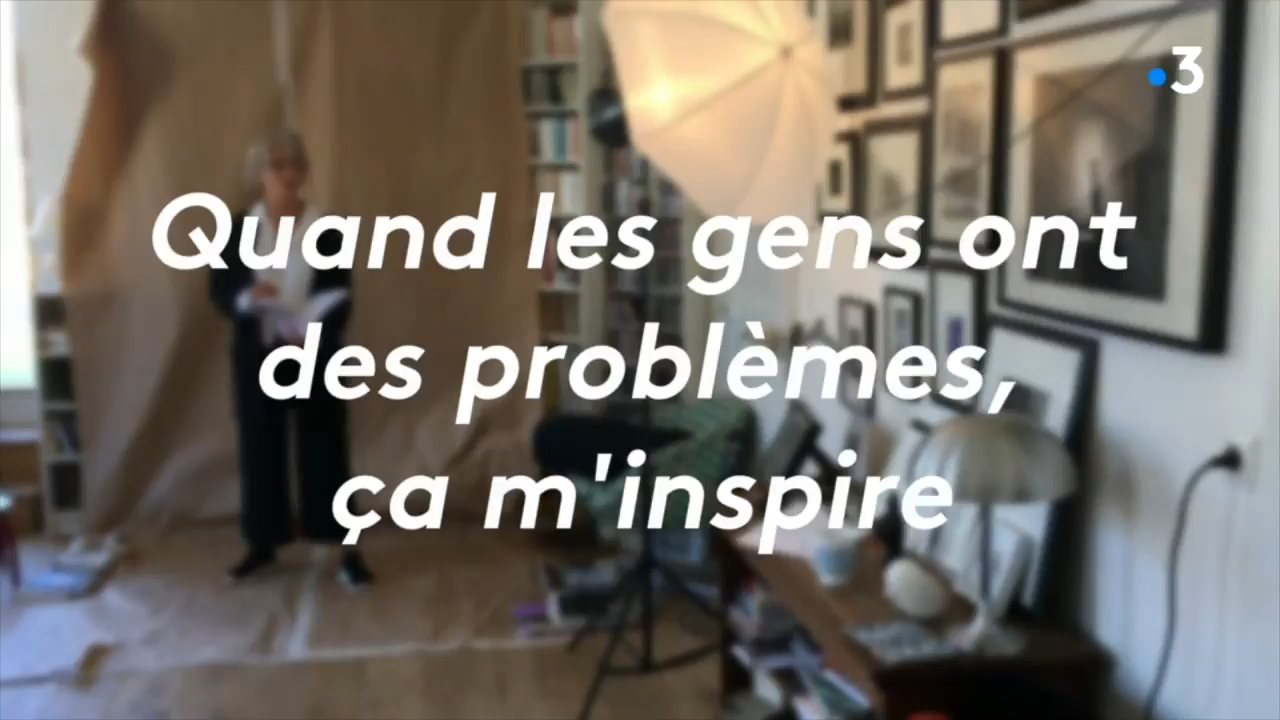 3
Quand les gens ont
des problèmes,
ça m'inspire